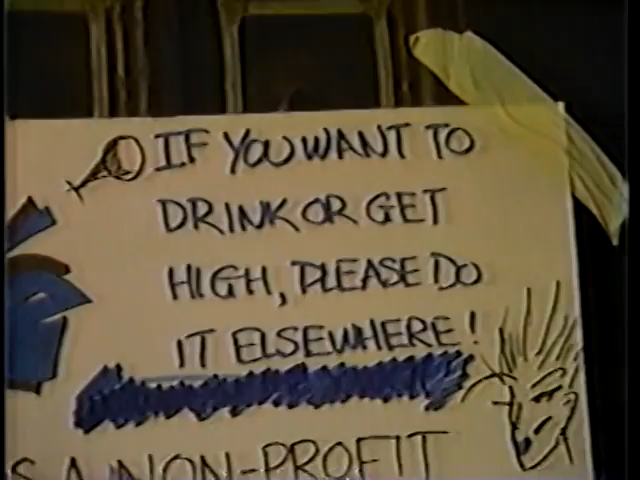 IF YOU WANT TO
DRINK OR GET
HIGH, PLEASE DO
IT ELSEWHERE!
S A NON-PROFIT